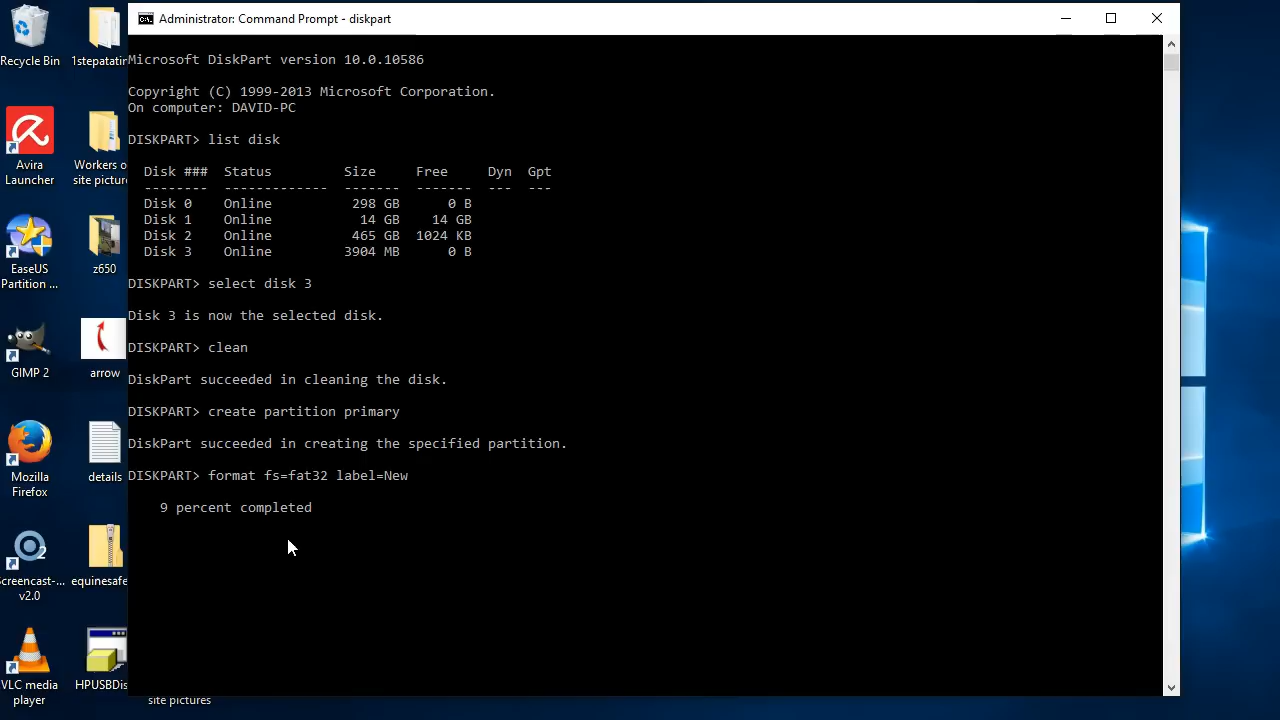 Administrator: Command Prompt - diskpart
Microsoft DiskPart version 10.0.10586
Copyright (C) 1999-2013 Microsoft Corporation.
On computer: DAVID-PC
DISKPART> list disk
Disk ### Status Size Free Dyn Gpt
-------- ------------- ------- ------- --- ---
Disk 0 Online 298 GB 0 B
Disk 1 Online 14 GB 14 GB
Disk 2 Online 465 GB 1024 KB
Disk 3 Online 3904 MB 0 B
DISKPART> select disk 3
Disk 3 is now the selected disk.
DISKPART> clean
DiskPart succeeded in cleaning the disk.
DISKPART> create partition primary
DiskPart succeeded in creating the specified partition.
DISKPART> format fs=fat32 label=New
9 percent completed
Recycle Bin
1stepatatin
Avira
Launcher
Workers o
site picture
EaseUS
Partition ...
z650
GIMP 2
arrow
Mozilla
Firefox
details
Screencast-...
v2.0
equinesafe
VLC media
player
HPUSBDis
site pictures